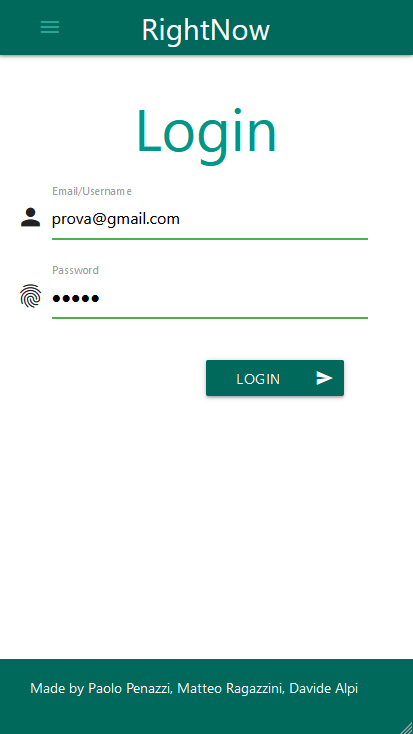 RightNow
Login
Email/Username
prova@gmail.com
Password
•••••
LOGIN
Made by Paolo Penazzi, Matteo Ragazzini, Davide Alpi